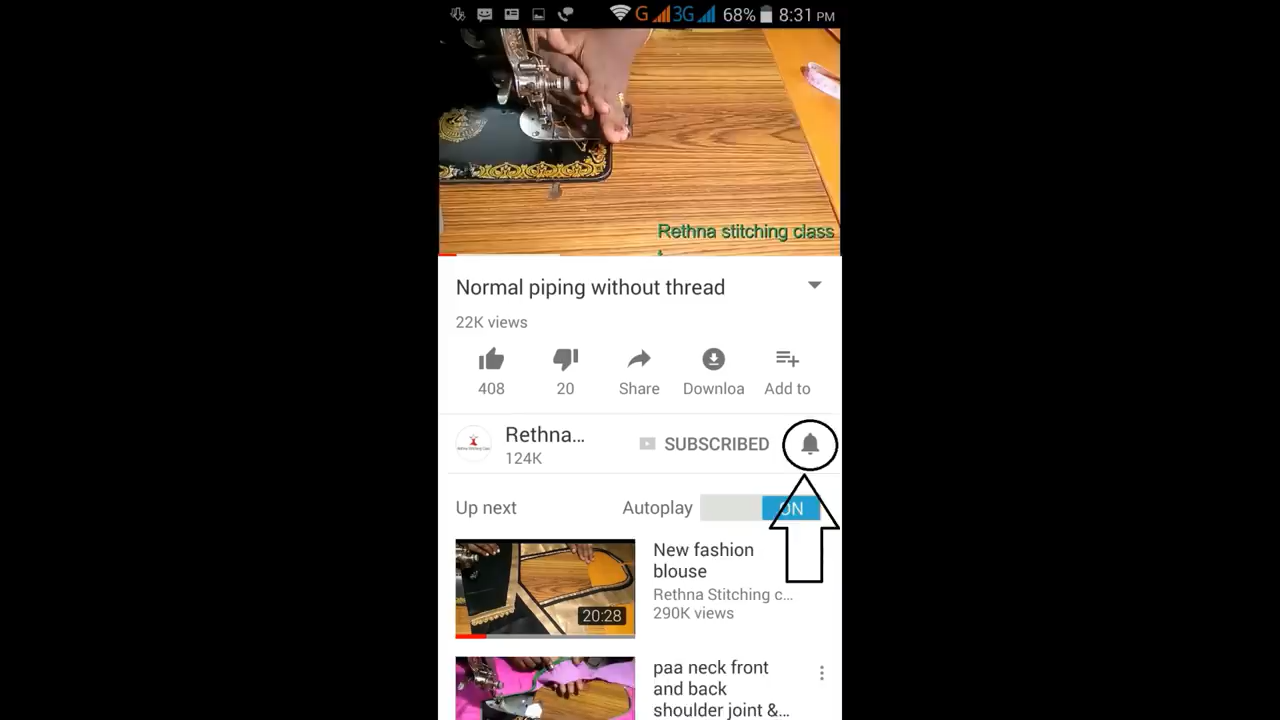 G 3G 68% 8:31 PM
Rethna stitching class
Normal piping without thread
22K views
408
20
Share
Downloa
Add to
Rethna...
124K
SUBSCRIBED
Up next
Autoplay
ON
New fashion
blouse
Rethna Stitching c...
290K views
20:28
paa neck front
and back
shoulder joint &...